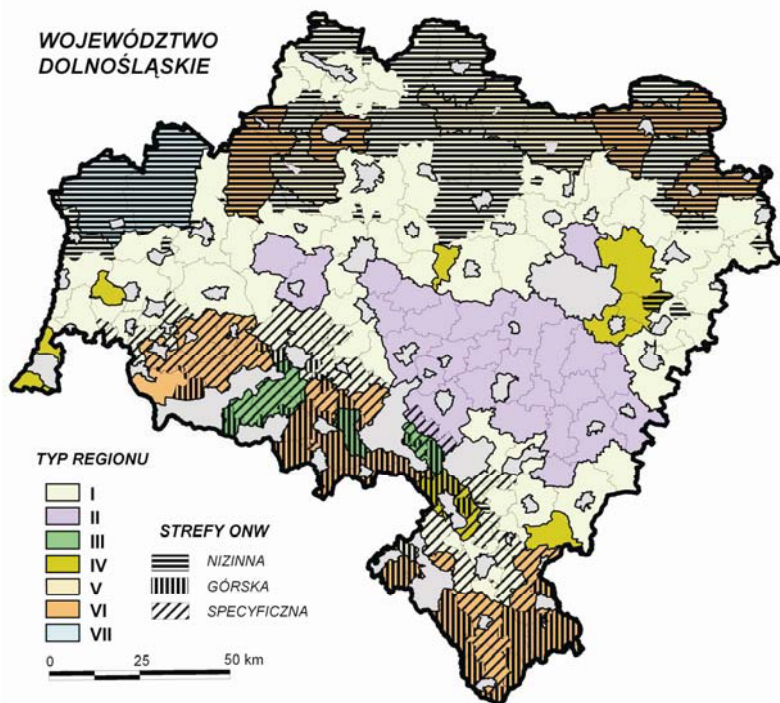 WOJEWÓDZTWO
DOLNOŚLĄSKIE
TYP REGIONU
I
II
III
IV
V
VI
VII
STREFY ONW
NIZINNA
GÓRSKA
SPECYFICZNA
0 25 50 km